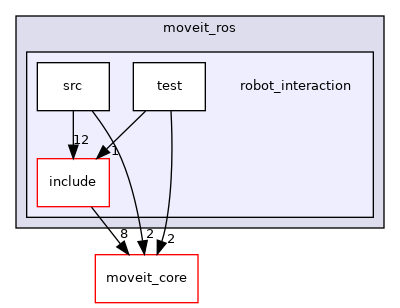 moveit_ros
src
test
robot_interaction
12
1
include
8
2
2
moveit_core